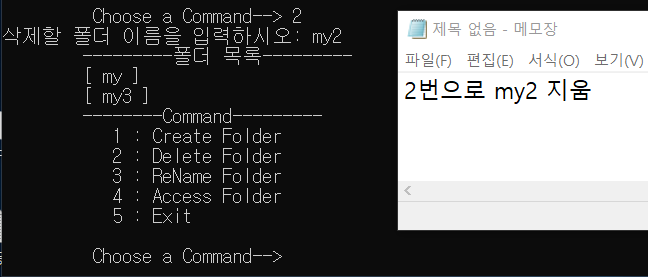 Choose a Command--> 2
삭제할 폴더 이름을 입력하시오: my2
---------폴더 목록---------
[ my ]
[ my3 ]
--------Command---------
1 : Create Folder
2 : Delete Folder
3 : ReName Folder
4 : Access Folder
5 : Exit
Choose a Command-->
제목 없음 - 메모장
파일(F) 편집(E) 서식(O) 보기(V)
2번으로 my2 지움